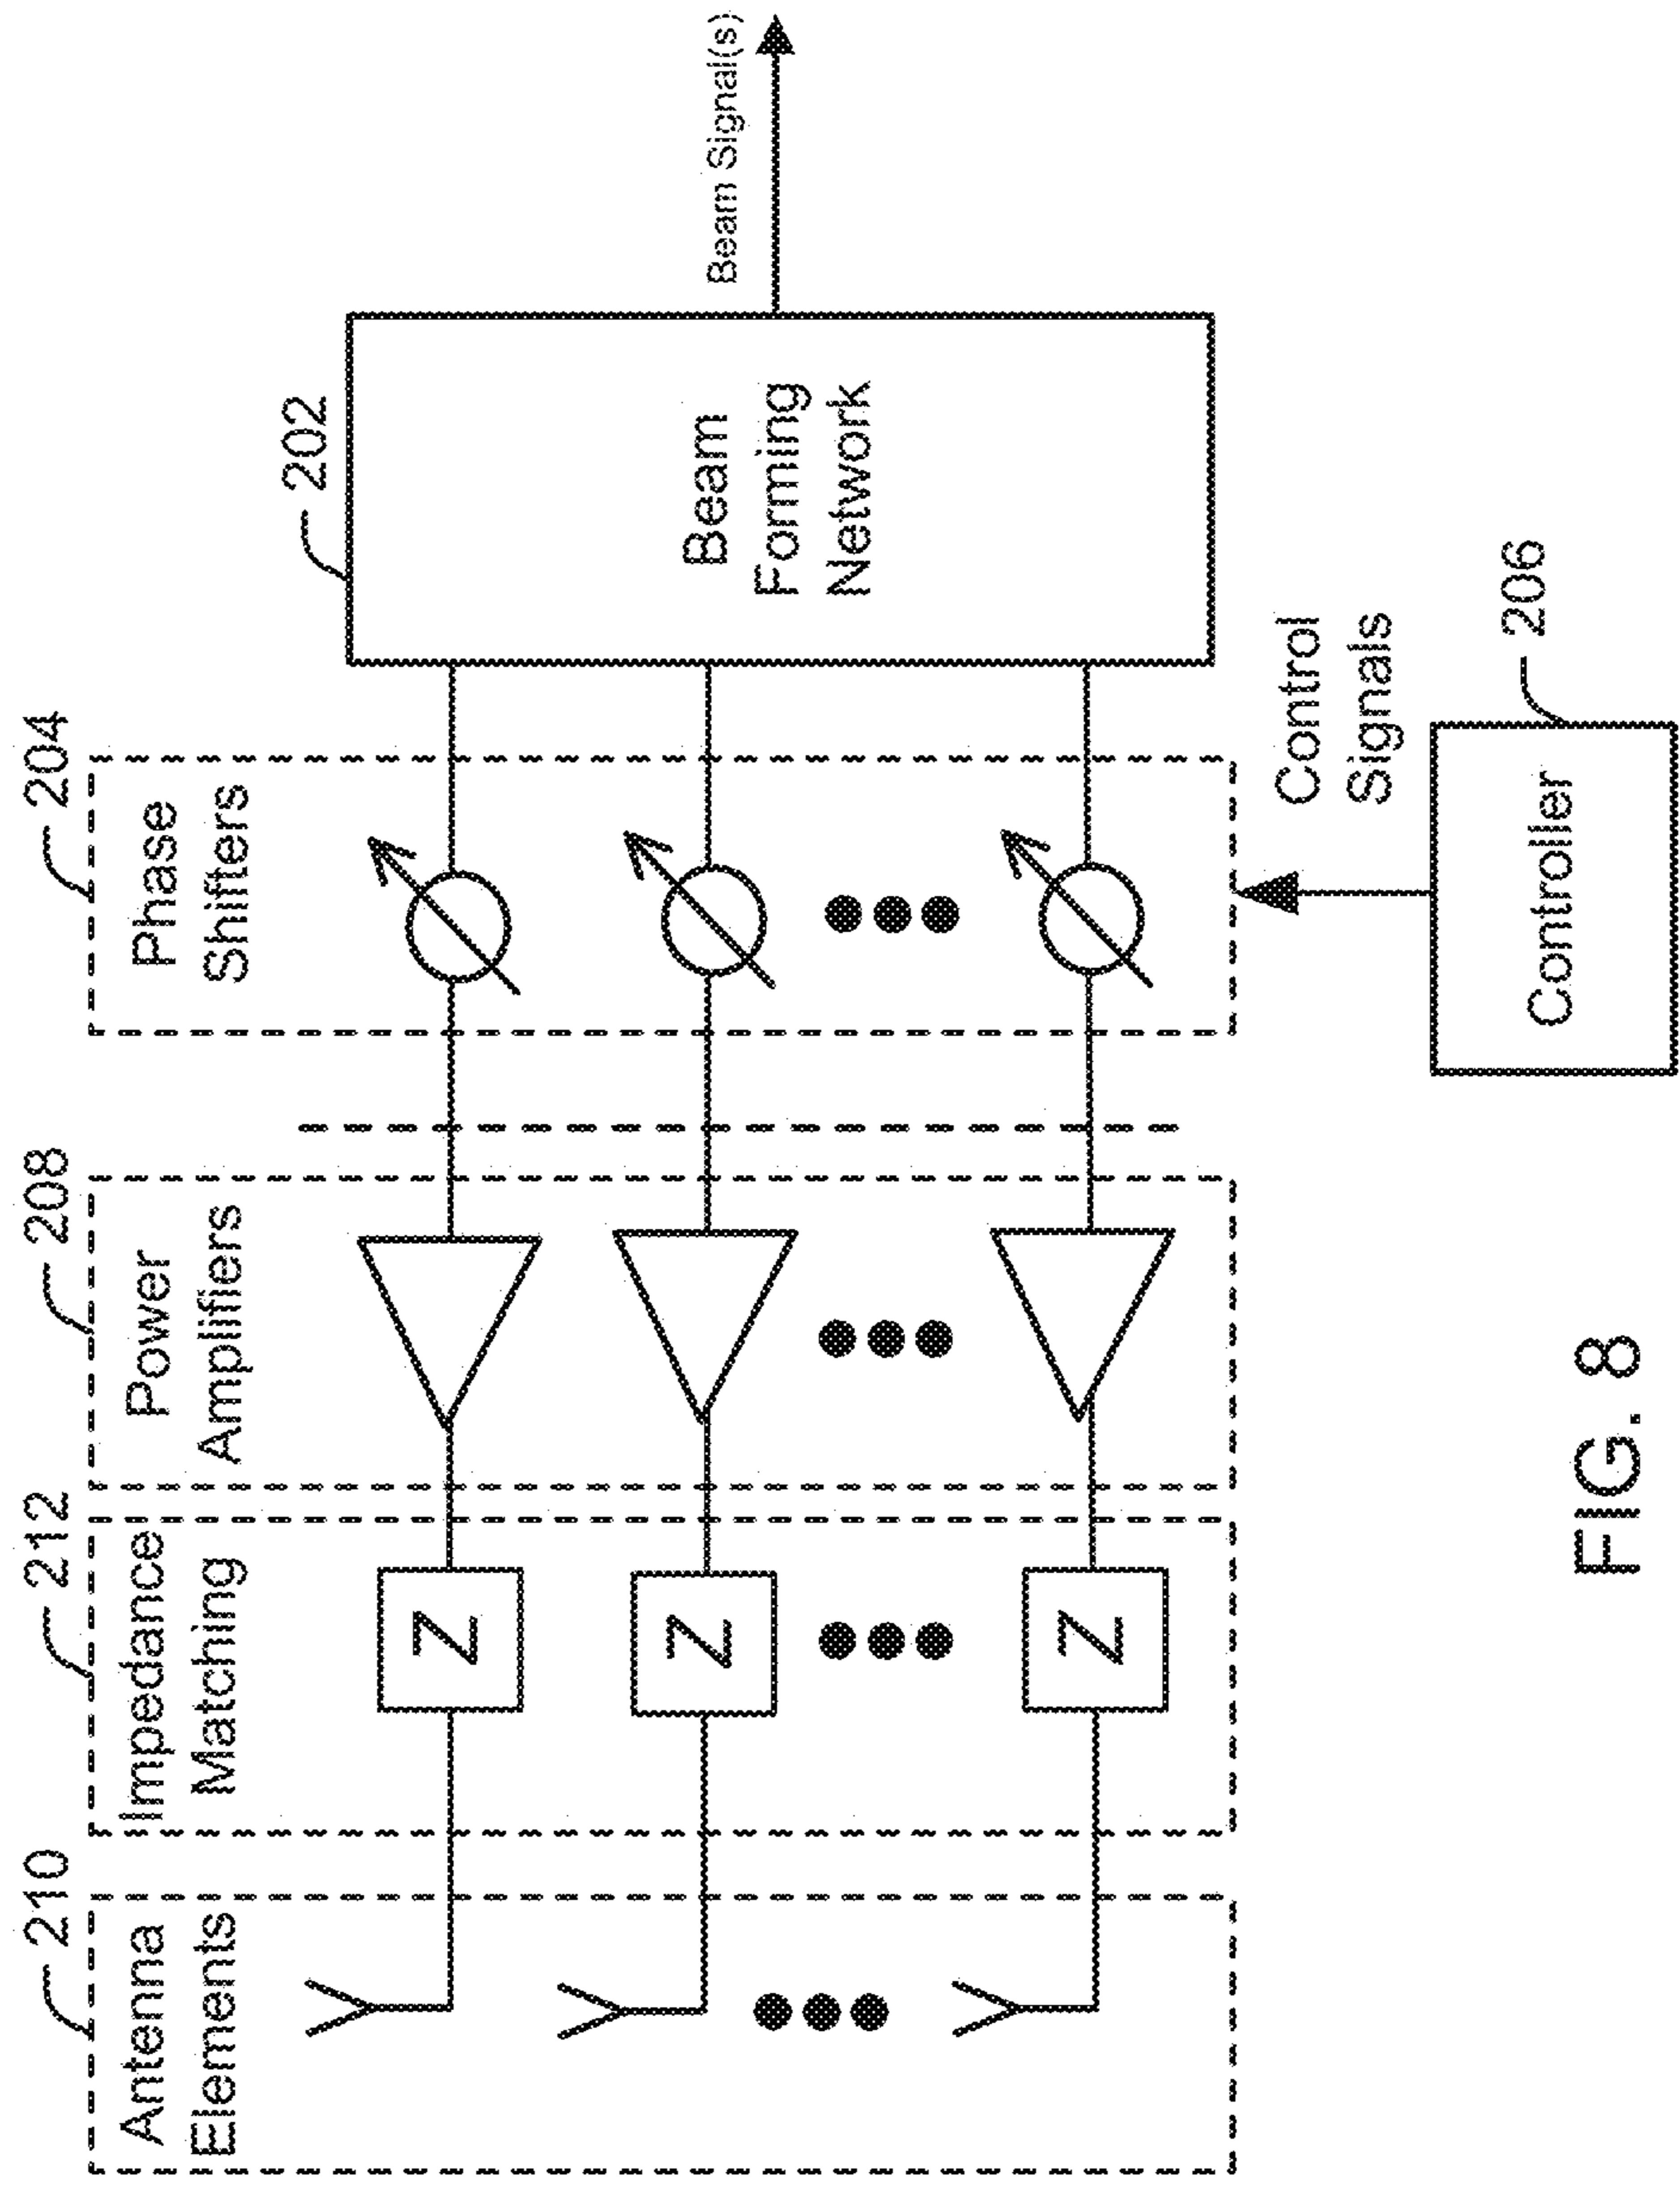 210
Antenna
Elements
212
Impedance
Matching
Z
Z
Z
208
Power
Amplifiers
204
Phase
Shifters
202
Beam
Forming
Network
Beam Signal(s)
Control
Signals
206
Controller
FIG. 8